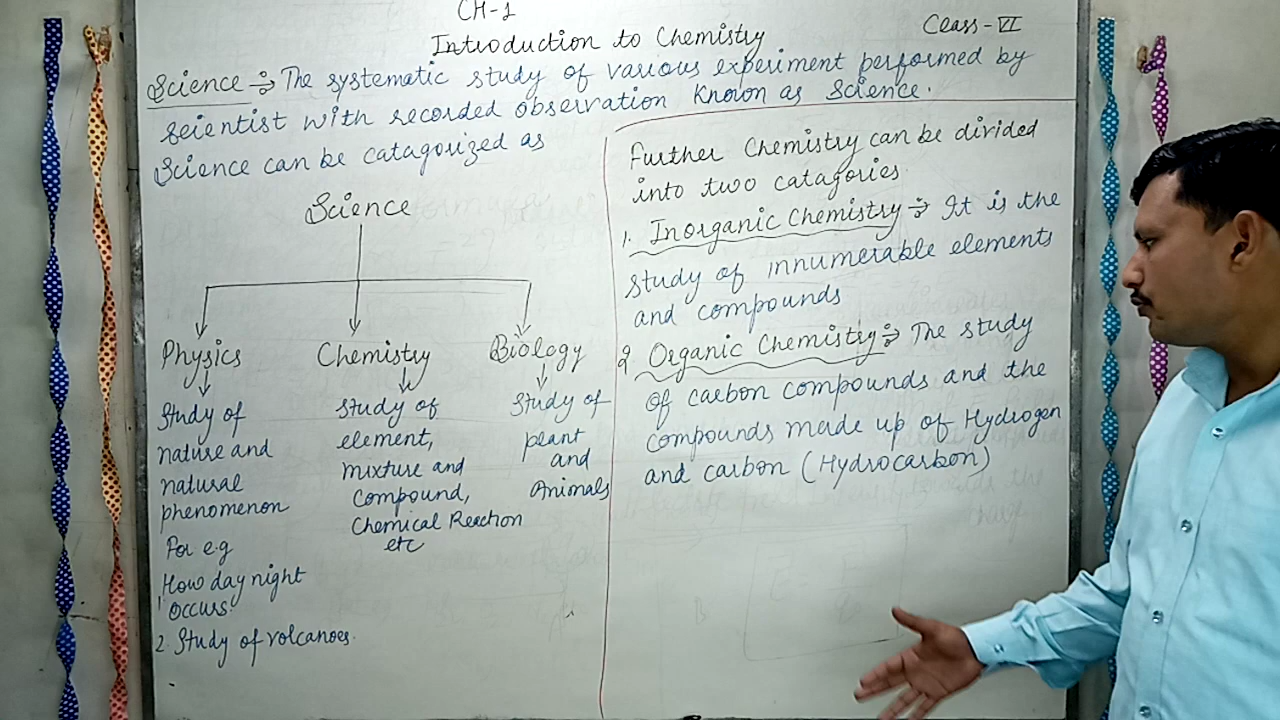 CH-1
Introduction to Chemistry
Class-VI
Science ÷> The systematic study of various experiment performed by
scientist with recorded observation Known as Science.
Science can be catagorized as
Science
Physics
Study of
nature and
natural
phenomenon
For e.g
1 How day night
occurs
2. Study of volcanoes.
Chemistry
Study of
element,
mixture and
Compound,
Chemical Reaction
etc
Biology
Study of
plant
and
Animals
Further Chemistry can be divided
into two catagories.
1. Inorganic Chemistry ÷> It is the
study of innumerable elements
and compounds
2 Organic Chemistry ÷> The study
of carbon compounds and the
compounds made up of Hydrogen
and carbon (Hydrocarbon)